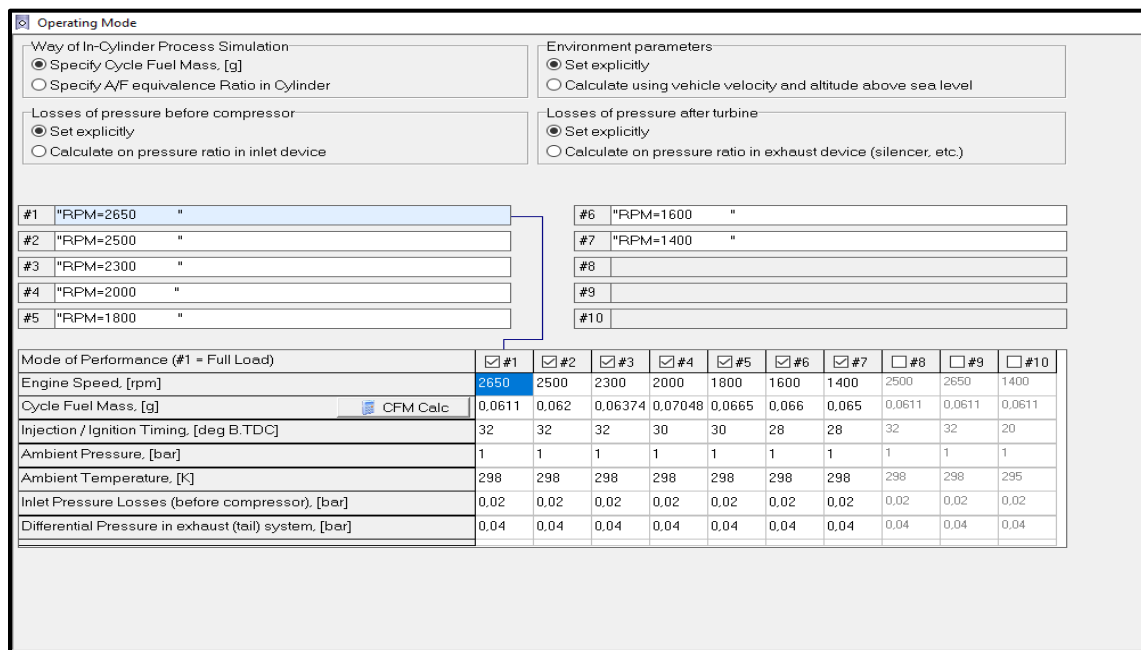 Operating Mode
Way of In-Cylinder Process Simulation
Specify Cycle Fuel Mass, [g]
Specify A/F equivalence Ratio in Cylinder
Environment parameters
Set explicitly
Calculate using vehicle velocity and altitude above sea level
Losses of pressure before compressor
Set explicitly
Calculate on pressure ratio in inlet device
Losses of pressure after turbine
Set explicitly
Calculate on pressure ratio in exhaust device (silencer, etc.)
#1 "RPM=2650 "
#2 "RPM=2500 "
#3 "RPM=2300 "
#4 "RPM=2000 "
#5 "RPM=1800 "
#6 "RPM=1600 "
#7 "RPM=1400 "
#8
#9
#10
Mode of Performance (#1 = Full Load) #1 #2 #3 #4 #5 #6 #7 #8 #9 #10
Engine Speed, [rpm] 2650 2500 2300 2000 1800 1600 1400 2500 2650 1400
Cycle Fuel Mass, [g] CFM Calc 0,0611 0,062 0,06374 0,07048 0,0665 0,066 0,065 0,0611 0,0611 0,0611
Injection / Ignition Timing, [deg B.TDC] 32 32 32 30 30 28 28 32 32 20
Ambient Pressure, [bar] 1 1 1 1 1 1 1 1 1 1
Ambient Temperature, [K] 298 298 298 298 298 298 298 298 298 295
Inlet Pressure Losses (before compressor), [bar] 0,02 0,02 0,02 0,02 0,02 0,02 0,02 0,02 0,02 0,02
Differential Pressure in exhaust (tail) system, [bar] 0,04 0,04 0,04 0,04 0,04 0,04 0,04 0,04 0,04 0,04